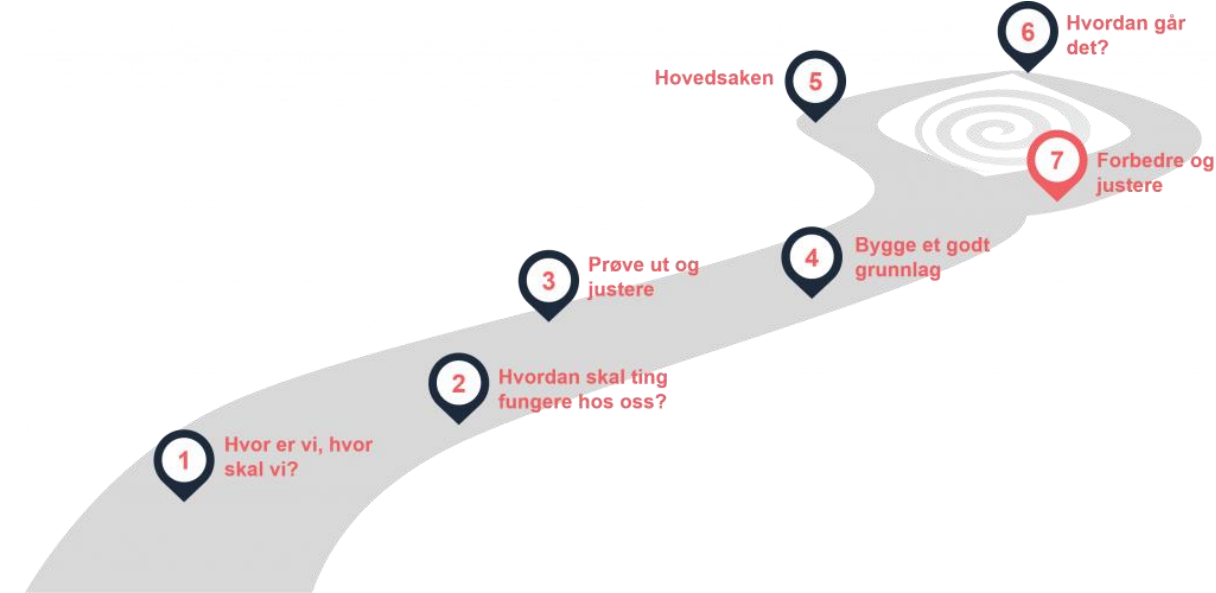 1
Hvor er vi, hvor
skal vi?
2
Hvordan skal ting
fungere hos oss?
3
Prøve ut og
justere
4
Bygge et godt
grunnlag
5
Hovedsaken
6
Hvordan går
det?
7
Forbedre og
justere